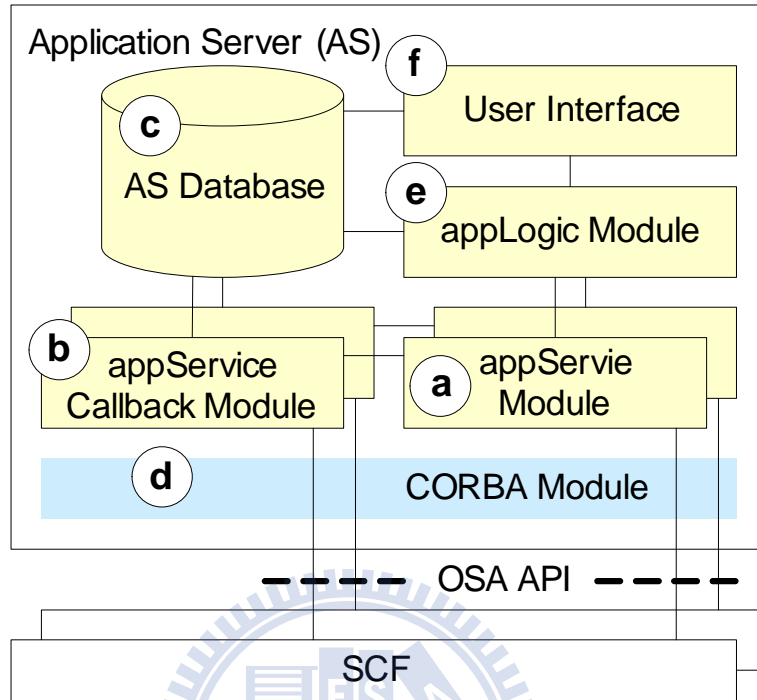 Application Server (AS)
f
User Interface
c
AS Database
e
appLogic Module
b
appService
Callback Module
a
appServie
Module
d
CORBA Module
OSA API
SCF